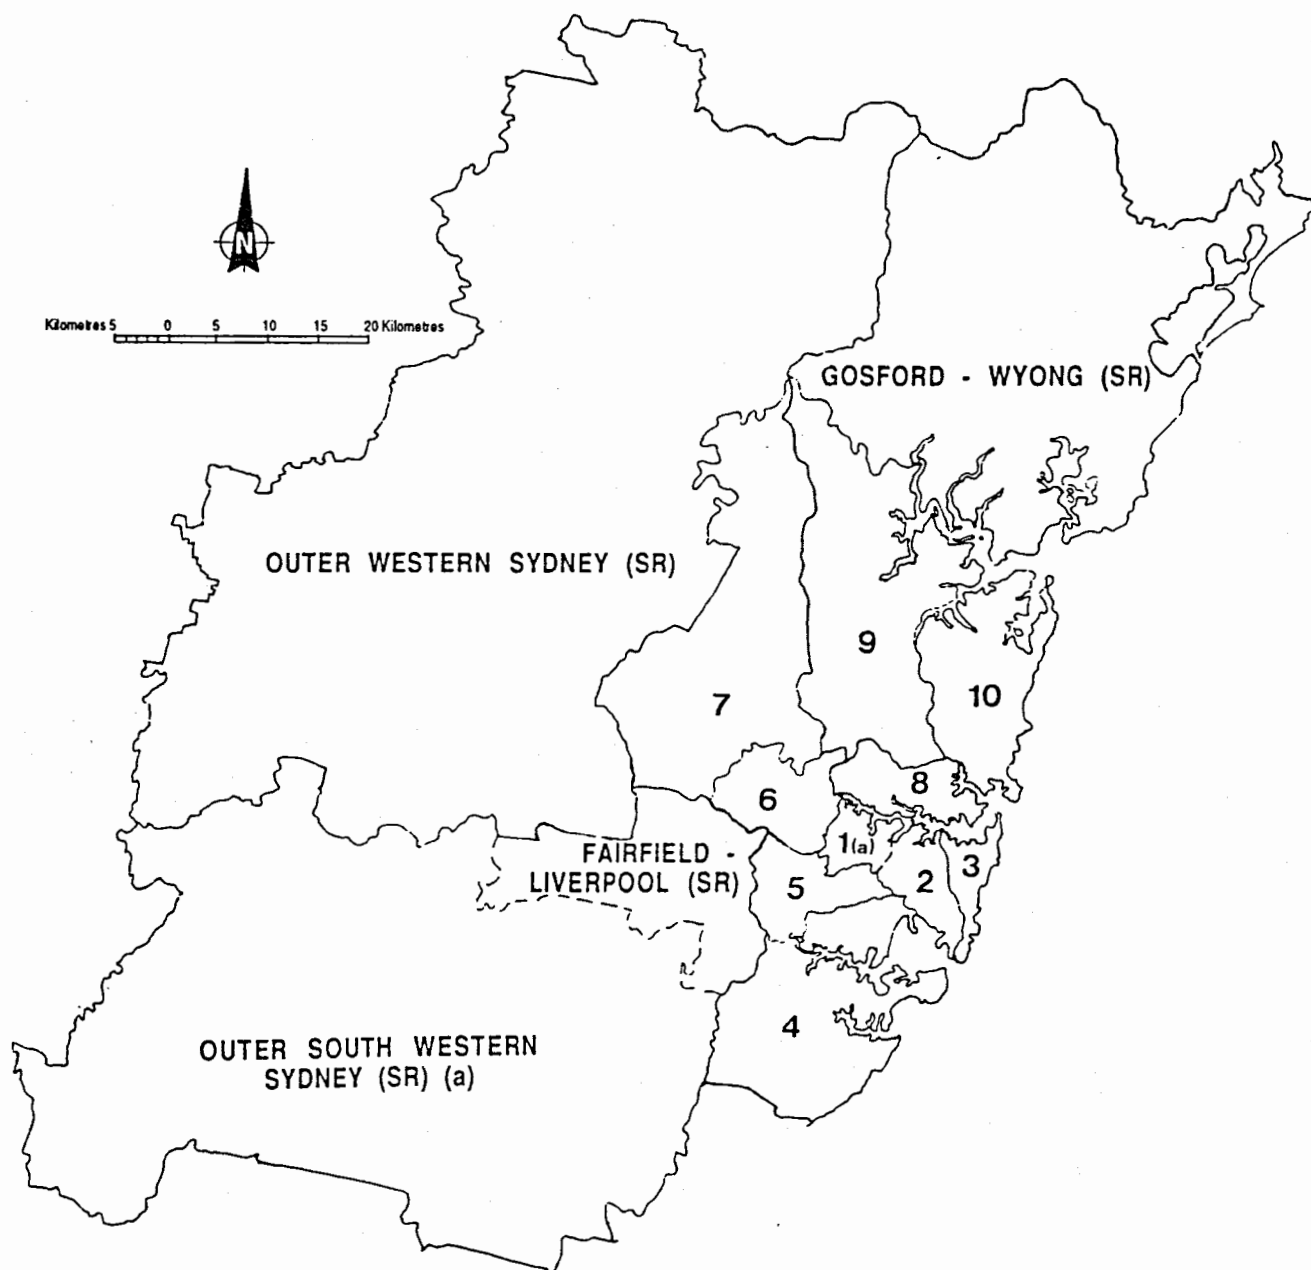 N
Kilometres 5 0 5 10 15 20 Kilometres
GOSFORD - WYONG (SR)
OUTER WESTERN SYDNEY (SR)
9
10
7
8
6
1(a)
FAIRFIELD -
LIVERPOOL (SR)
3
2
5
4
OUTER SOUTH WESTERN
SYDNEY (SR) (a)